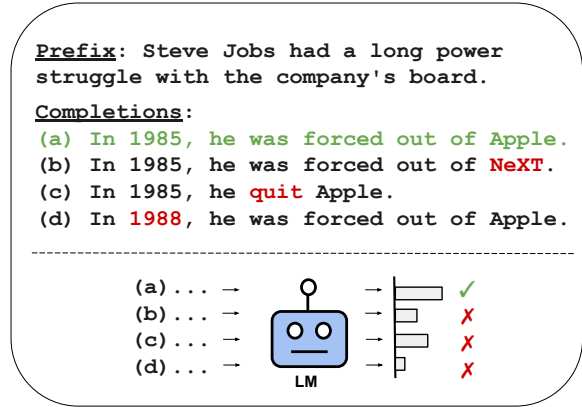 Prefix: Steve Jobs had a long power
struggle with the company's board.
Completions:
(a) In 1985, he was forced out of Apple.
(b) In 1985, he was forced out of NeXT.
(c) In 1985, he quit Apple.
(d) In 1988, he was forced out of Apple.
(a)... → → ✓
(b)... → → ✗
(c)... → → ✗
(d)... → → ✗
LM